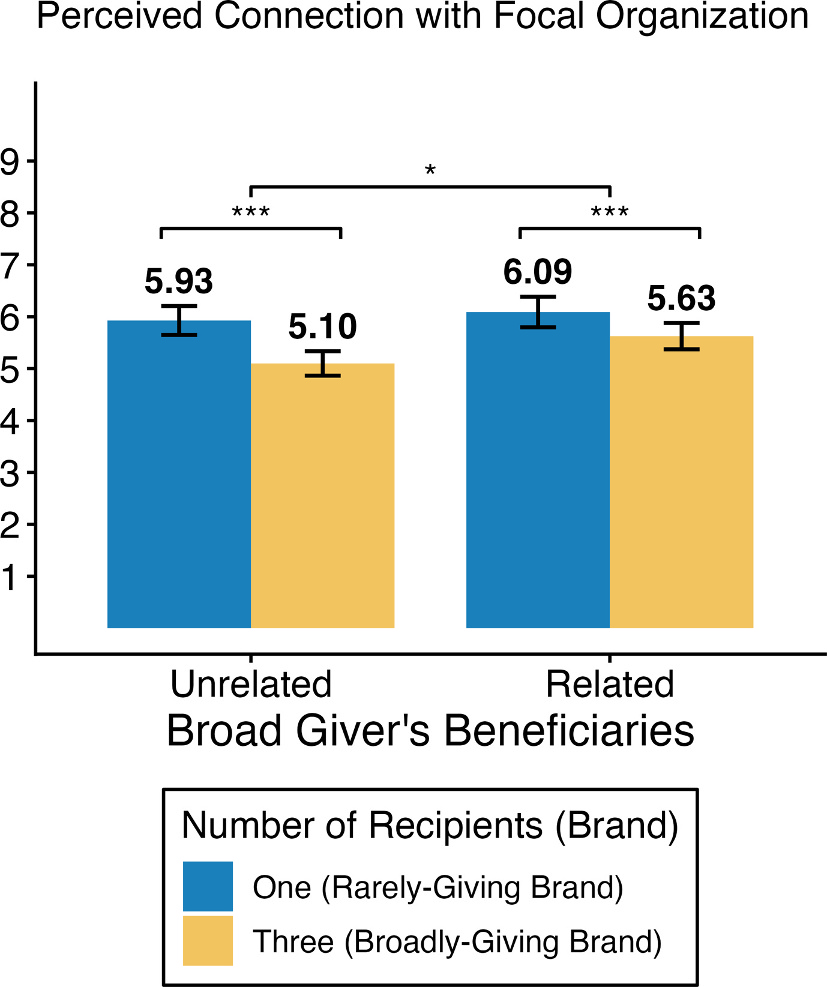 Perceived Connection with Focal Organization
9
8
7
6
5
4
3
2
1
*
***
***
5.93
5.10
6.09
5.63
Unrelated
Related
Broad Giver's Beneficiaries
Number of Recipients (Brand)
One (Rarely-Giving Brand)
Three (Broadly-Giving Brand)